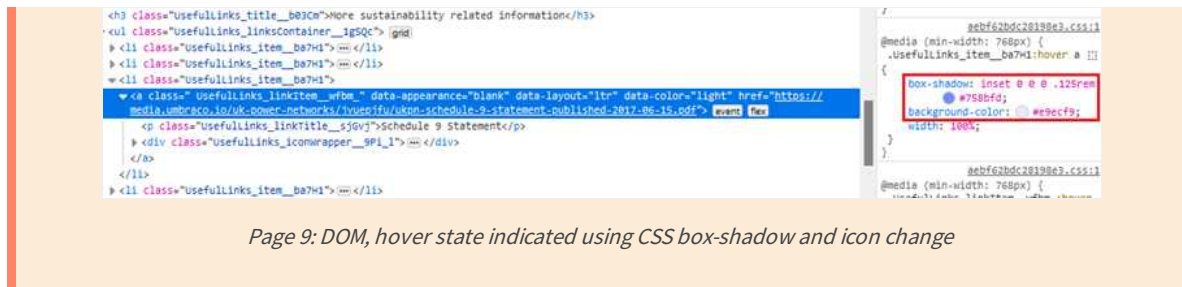 <h3 class="UsefulLinks_title__b03Cm">More sustainability related information</h3>
<ul class="UsefulLinks_linksContainer__1gSQc"> grid
<li class="UsefulLinks_item__ba7H1"> </li>
<li class="UsefulLinks_item__ba7H1"> </li>
<li class="UsefulLinks_item__ba7H1">
<a class=" UsefulLinks_linkItem__wfbm_" data-appearance="blank" data-layout="ltr" data-color="light" href="https://
media.umbraco.io/uk-power-networks/jvuepjfu/ukpn-schedule-9-statement-published-2017-06-15.pdf"> event flex
<p class="UsefulLinks_linkTitle__sjGvj">Schedule 9 Statement</p>
<div class="UsefulLinks_iconWrapper__9Pi_1"> </div>
</a>
</li>
<li class="UsefulLinks_item__ba7H1"> </li>
}
aebf62bdc28198e3.css:1
@media (min-width: 768px) {
.UsefulLinks_item__ba7H1:hover a
{
box-shadow: inset 0 0 0 .125rem
#758bfd;
background-color: #e9ecf9;
width: 100%;
}
}
aebf62bdc28198e3.css:1
@media (min-width: 768px) {
Page 9: DOM, hover state indicated using CSS box-shadow and icon change